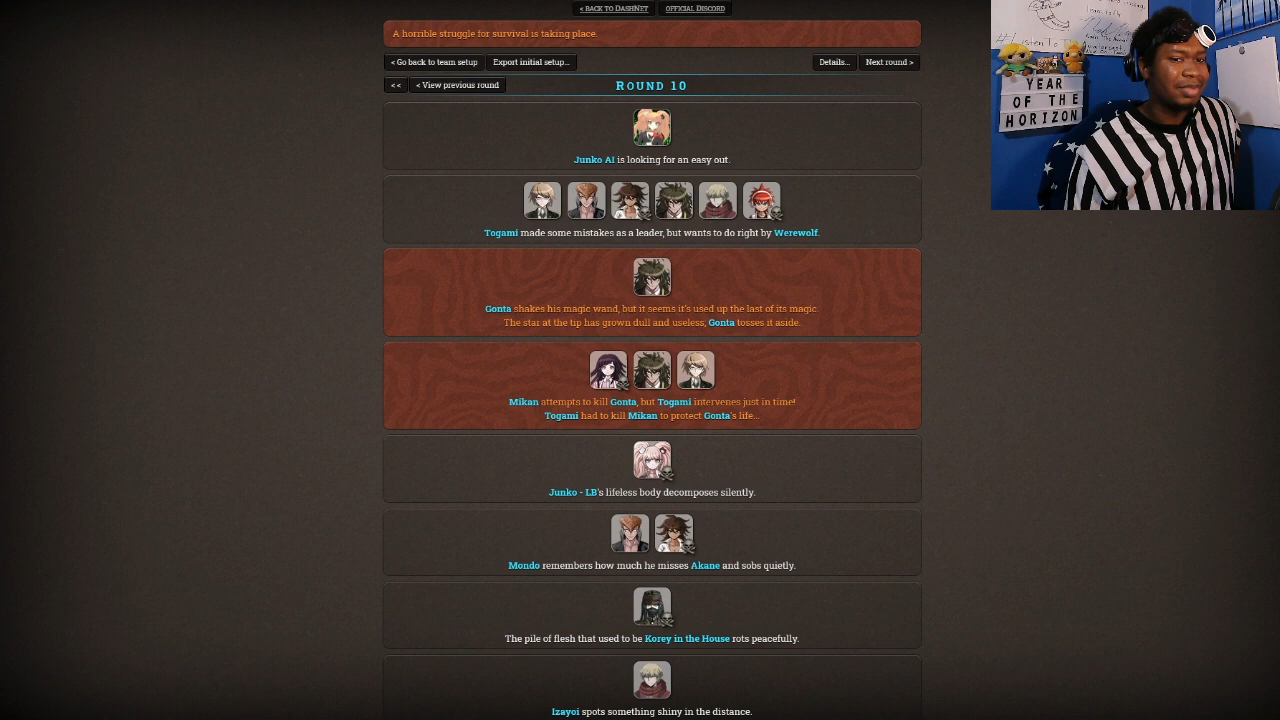 < BACK TO DASHNET
OFFICIAL DISCORD
A horrible struggle for survival is taking place.
< Go back to team setup
Export initial setup...
Details...
Next round >
<<
< View previous round
ROUND 10
Junko AI is looking for an easy out.
Togami made some mistakes as a leader, but wants to do right by Werewolf.
Gonta shakes his magic wand, but it seems it's used up the last of its magic.
The star at the tip has grown dull and useless; Gonta tosses it aside.
Mikan attempts to kill Gonta, but Togami intervenes just in time!
Togami had to kill Mikan to protect Gonta's life...
Junko - LB's lifeless body decomposes silently.
Mondo remembers how much he misses Akane and sobs quietly.
The pile of flesh that used to be Korey in the House rots peacefully.
Izayoi spots something shiny in the distance.
YEAR
OF THE
HORIZON